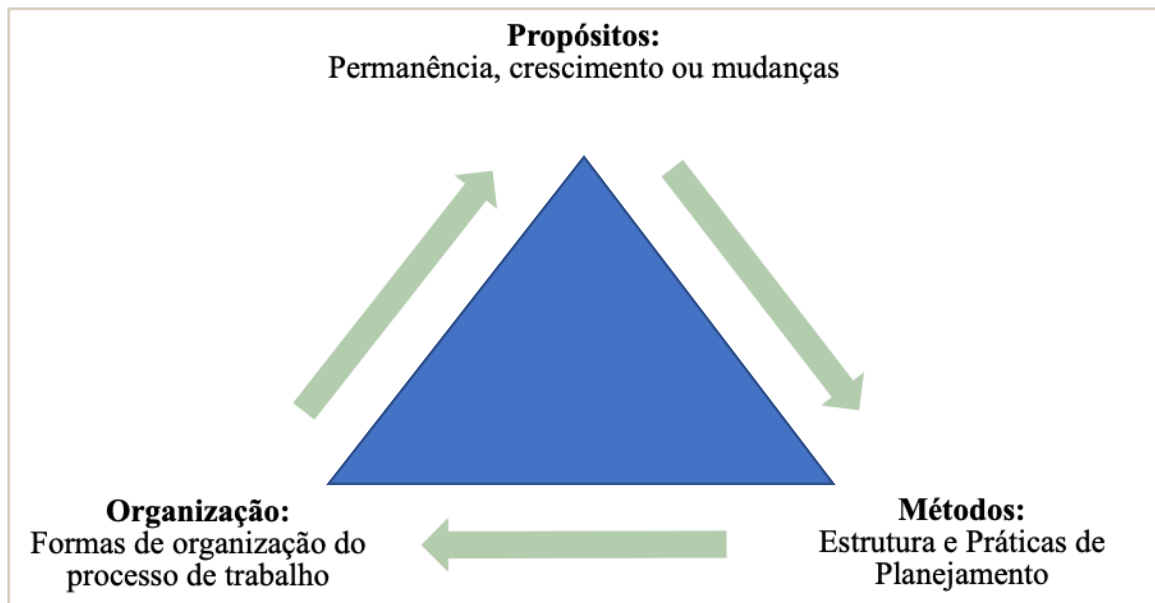 Propósitos:
Permanência, crescimento ou mudanças
Organização:
Formas de organização do
processo de trabalho
Métodos:
Estrutura e Práticas de
Planejamento